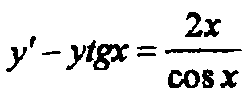 y' − ytgx = 2x / cos x